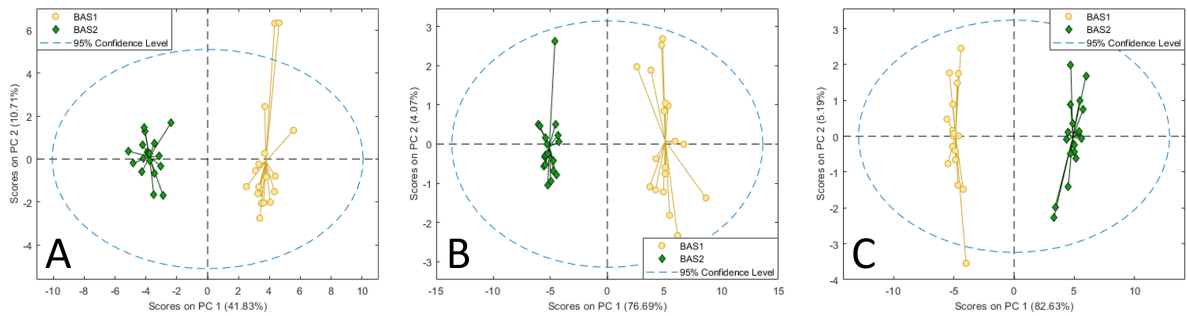 BAS1
BAS2
95% Confidence Level
6
4
2
0
-2
-4
-10
-8
-6
-4
-2
0
2
4
6
8
10
Scores on PC 2 (10.71%)
Scores on PC 1 (41.83%)
A
3
2
1
0
-1
-2
-3
-15
-10
-5
0
5
10
15
Scores on PC 2 (4.07%)
Scores on PC 1 (76.69%)
B
BAS1
BAS2
95% Confidence Level
BAS1
BAS2
95% Confidence Level
3
2
1
0
-1
-2
-3
-4
-10
-5
0
5
10
Scores on PC 2 (5.19%)
Scores on PC 1 (82.63%)
C